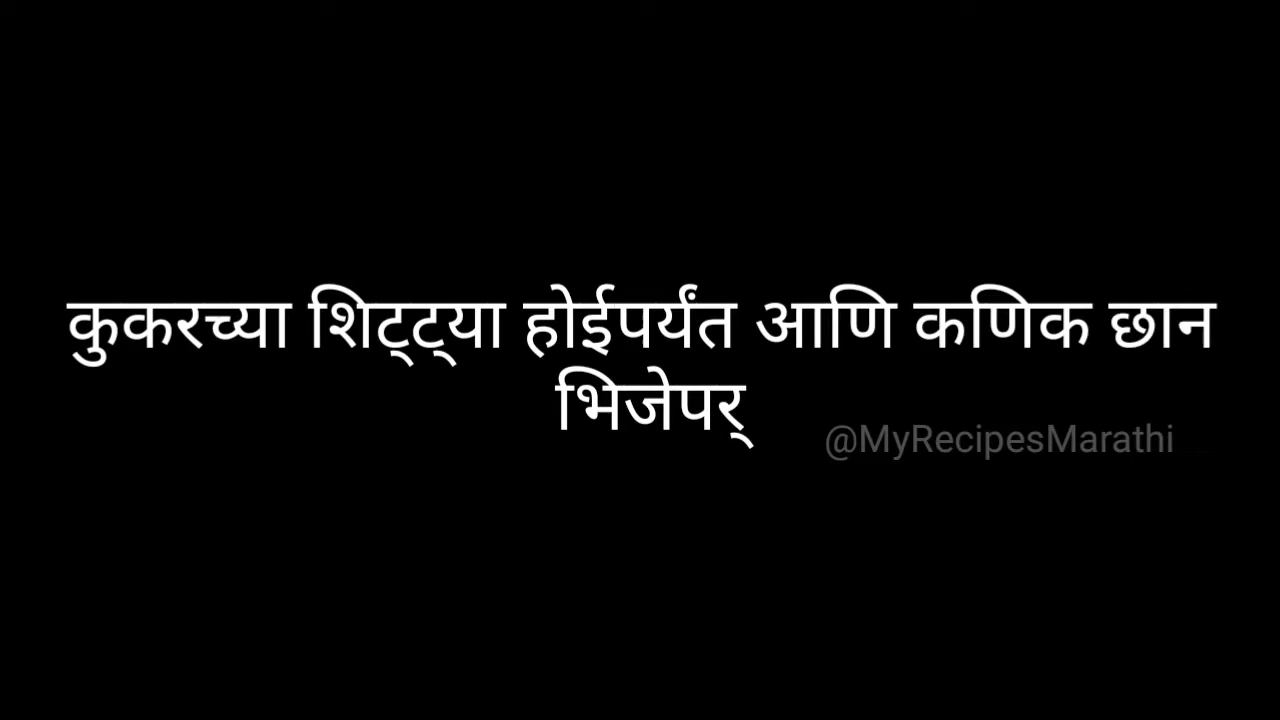 कुकरच्या शिट्ट्या होईपर्यंत आणि कणिक छान
भिजेपर्
@MyRecipesMarathi